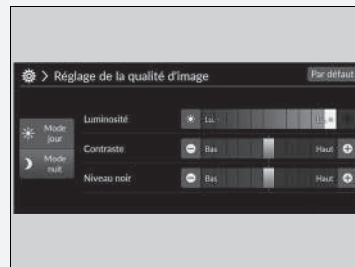 > Réglage de la qualité d'image
Par défaut
Mode
jour
Mode
nuit
Luminosité
Contraste
Bas
Haut
Niveau noir
Bas
Haut